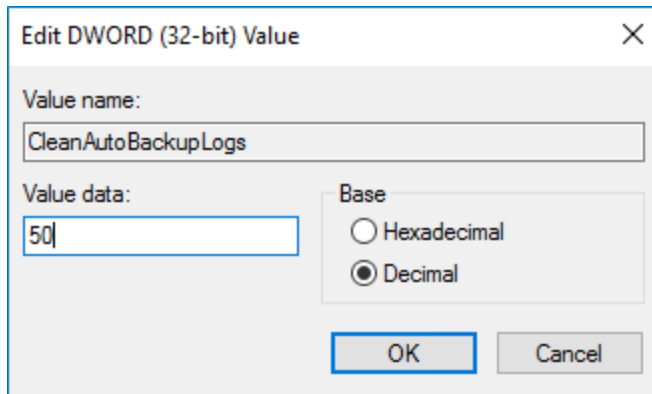 Edit DWORD (32-bit) Value
Value name:
CleanAutoBackupLogs
Value data:
50
Base
Hexadecimal
Decimal
OK
Cancel